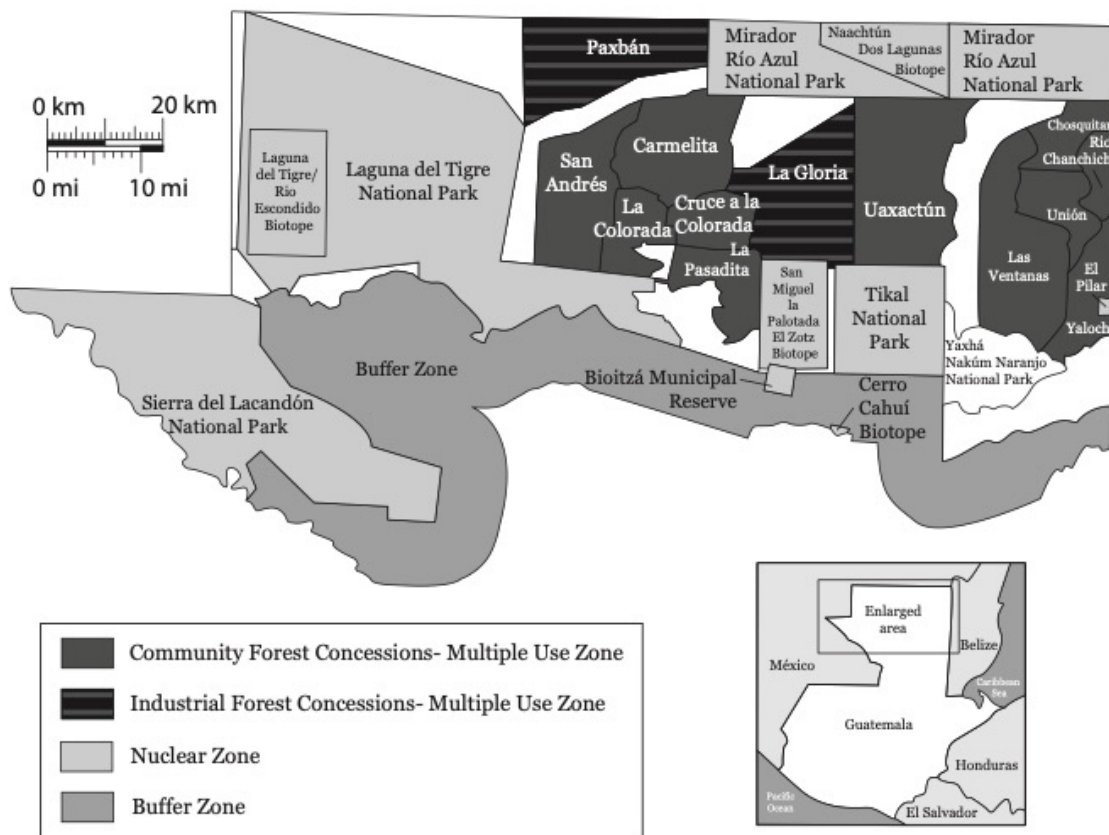 0 km
20 km
0 mi
10 mi
Paxbán
Mirador
Río Azul
National Park
Naachtún
Dos Lagunas
Biotope
Mirador
Río Azul
National Park
Laguna
del Tigre/
Rio
Escondido
Biotope
Laguna del Tigre
National Park
San
Andrés
Carmelita
La
Colorada
Cruce a la
Colorada
La
Pasadita
La Gloria
Uaxactún
Chosquitan
Rio
Chanchich
Unión
Las
Ventanas
El
Pilar
Yaloch
San
Miguel
la
Palotada
El Zotz
Biotope
Tikal
National
Park
Yaxhá
Nakúm Naranjo
National Park
Buffer Zone
Bioitzá Municipal
Reserve
Cerro
Cahuí
Biotope
Sierra del Lacandón
National Park
Community Forest Concessions- Multiple Use Zone
Industrial Forest Concessions- Multiple Use Zone
Nuclear Zone
Buffer Zone
Enlarged
area
México
Belize
Caribbean
Sea
Guatemala
Honduras
El Salvador
Pacific
Ocean